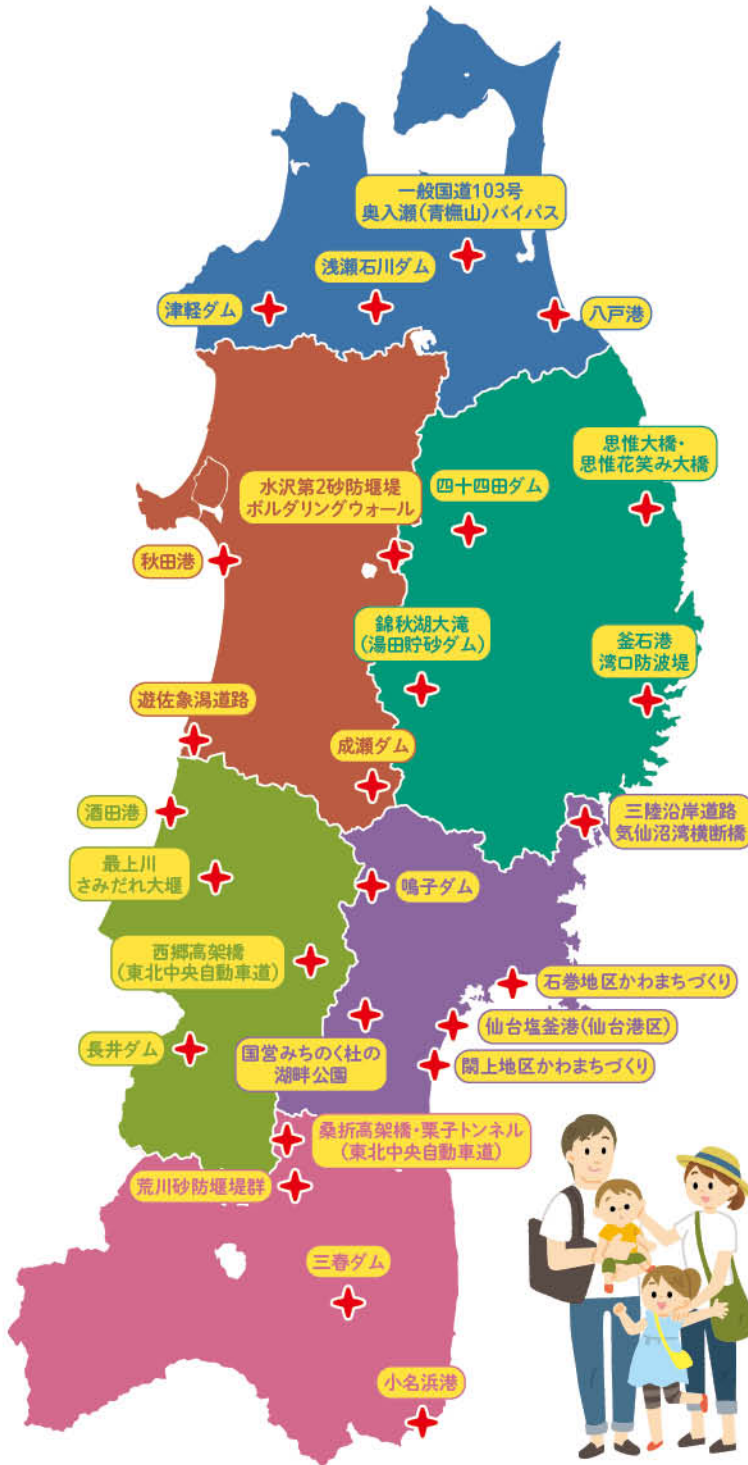 一般国道103号
奥入瀬(青橅山)バイパス
浅瀬石川ダム
津軽ダム
八戸港
思惟大橋・
思惟花笑み大橋
水沢第2砂防堰堤
ボルダリングウォール
四十四田ダム
秋田港
錦秋湖大滝
(湯田貯砂ダム)
釜石港
湾口防波堤
遊佐象潟道路
成瀬ダム
酒田港
三陸沿岸道路
気仙沼湾横断橋
最上川
さみだれ大堰
鳴子ダム
西郷高架橋
(東北中央自動車道)
石巻地区かわまちづくり
仙台塩釜港(仙台港区)
長井ダム
国営みちのく杜の
湖畔公園
閖上地区かわまちづくり
桑折高架橋・栗子トンネル
(東北中央自動車道)
荒川砂防堰堤群
三春ダム
小名浜港